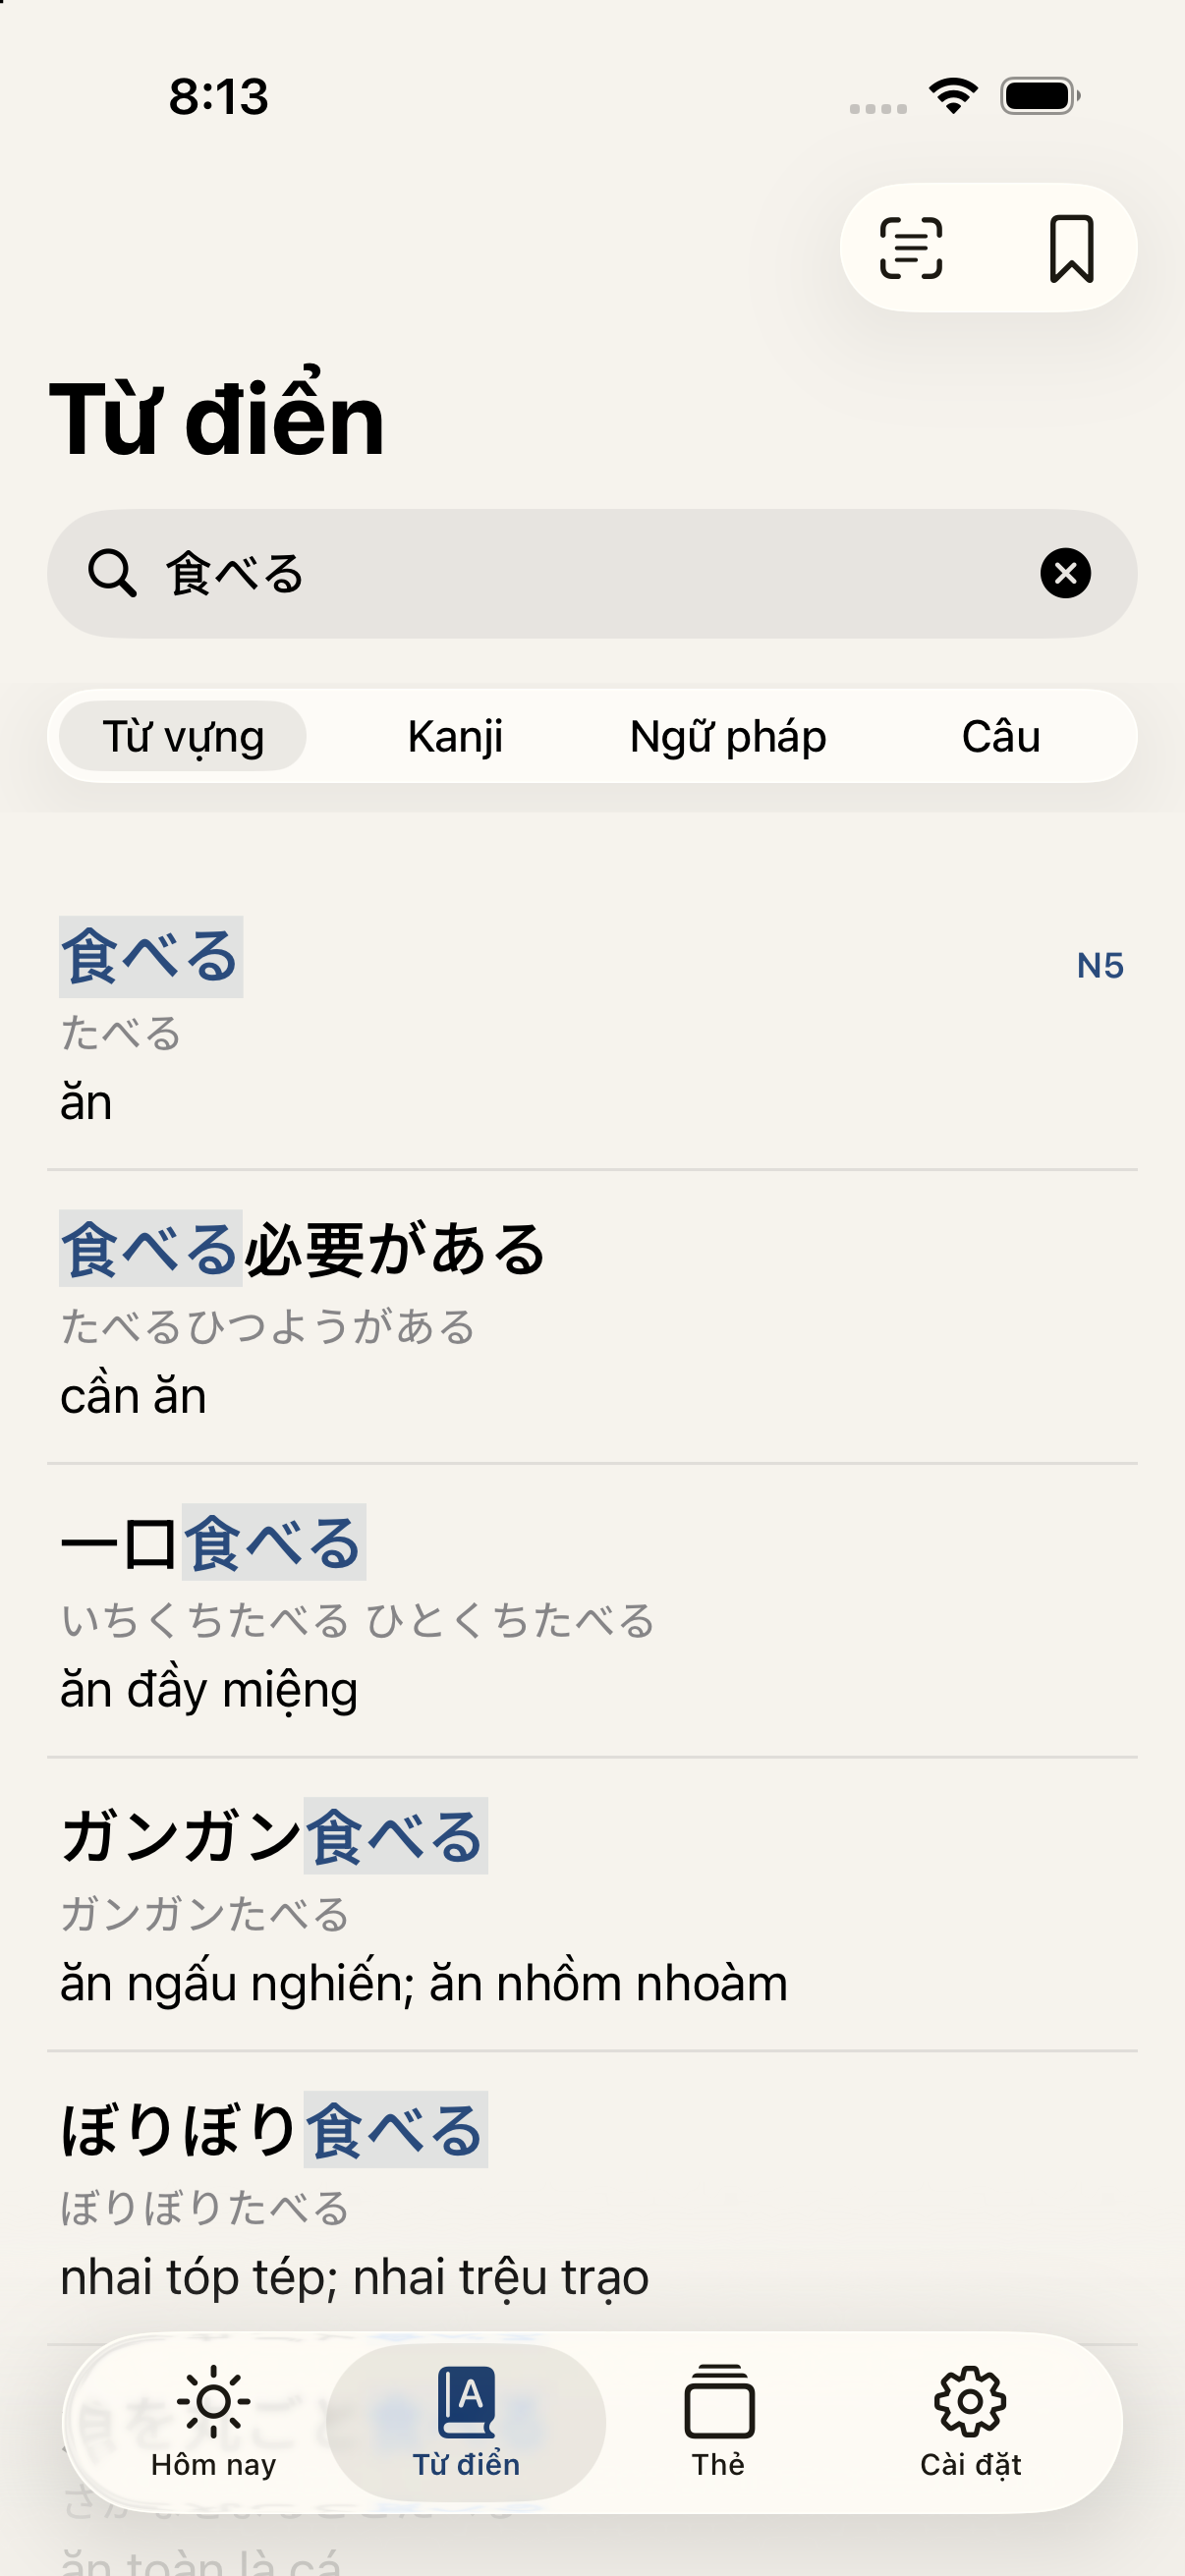 8:13
Từ điển
食べる
Từ vựng Kanji Ngữ pháp Câu
食べる N5
たべる
ăn
食べる必要がある
たべるひつようがある
cần ăn
一口食べる
いちくちたべる ひとくちたべる
ăn đầy miệng
ガンガン食べる
ガンガンたべる
ăn ngấu nghiến; ăn nhồm nhoàm
ぼりぼり食べる
ぼりぼりたべる
nhai tóp tép; nhai trệu trạo
Hôm nay Từ điển Thẻ Cài đặt
ăn toàn là cá